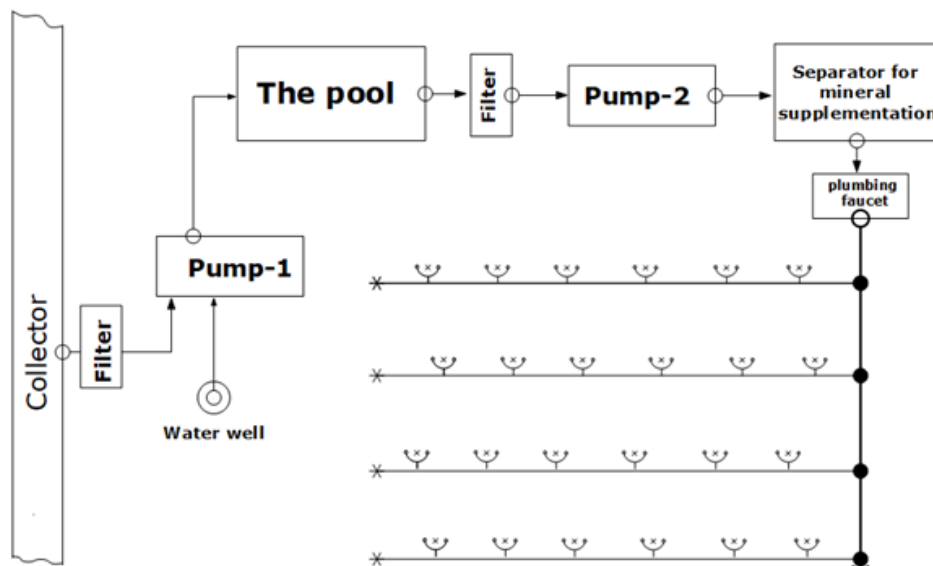 The pool
Filter
Pump-2
Separator for
mineral
supplementation
plumbing
faucet
Pump-1
Collector
Filter
Water well